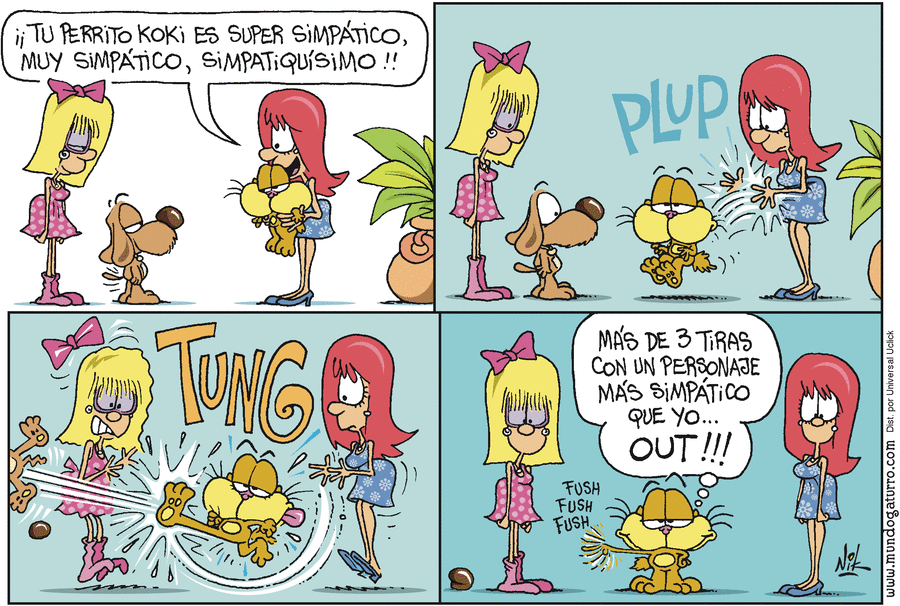 ¡¡TU PERRITO KOKI ES SUPER SIMPÁTICO,
MUY SIMPÁTICO, SIMPATIQUÍSIMO!!
PLUP
TUNG
MÁS DE 3 TIRAS
CON UN PERSONAJE
MÁS SIMPÁTICO
QUE YO...
OUT!!!
FUSH
FUSH
FUSH
NIK
www.mundogaturro.com Dist. por Universal Uclick